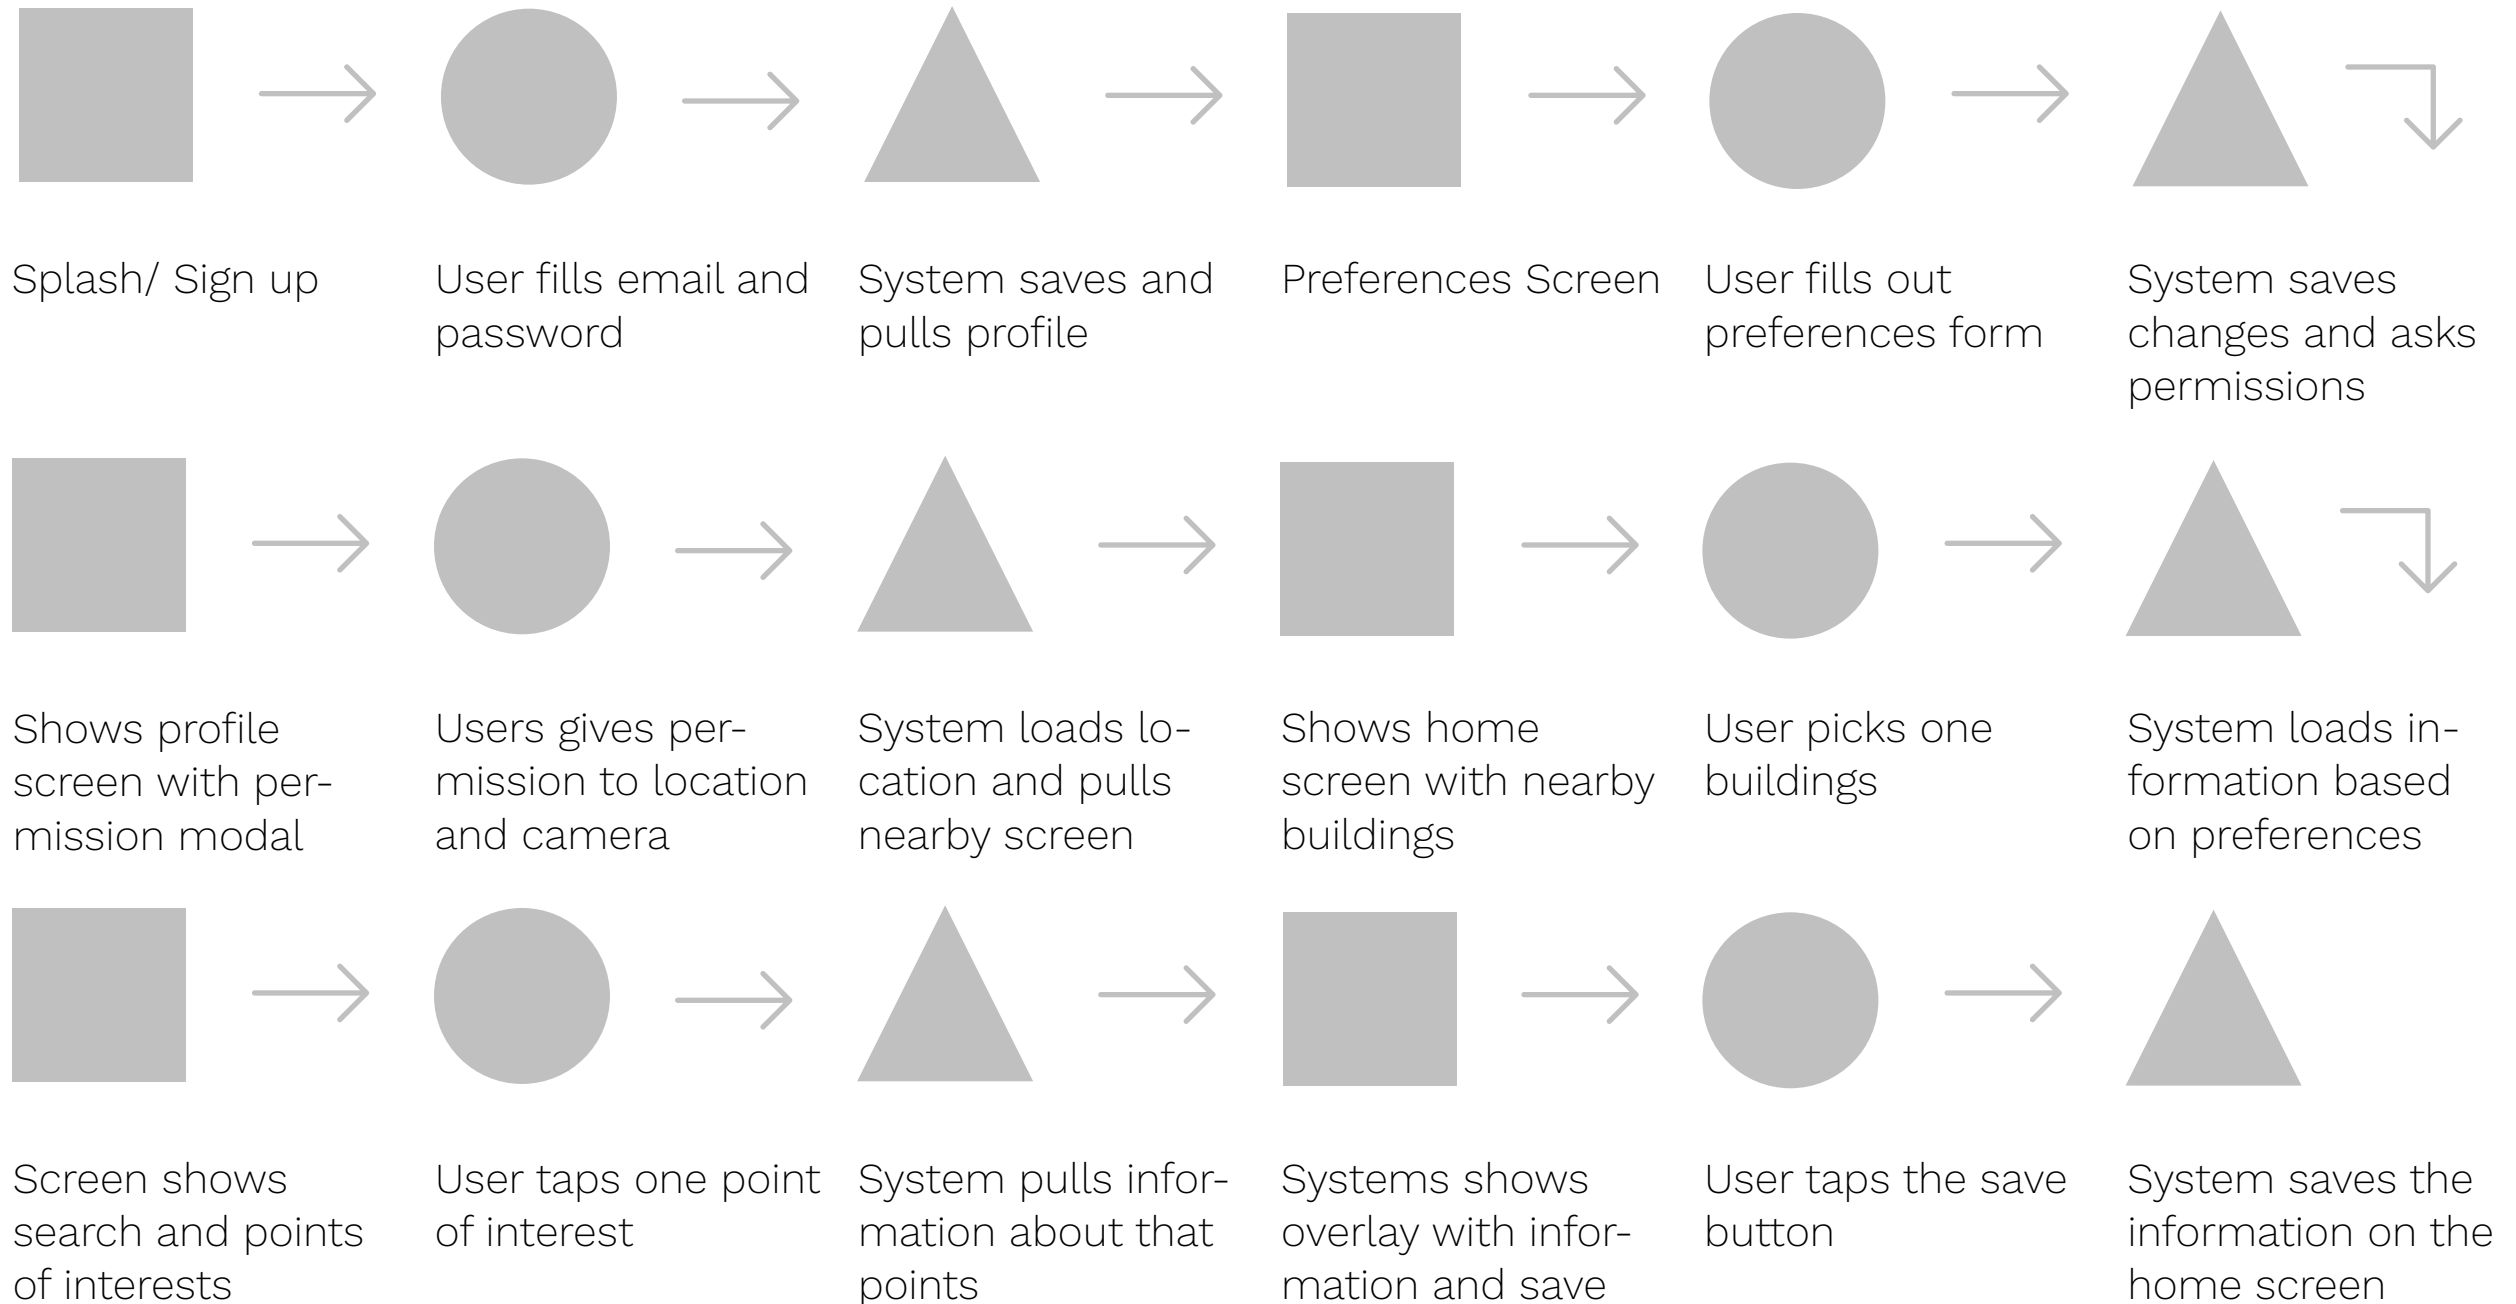 Splash/ Sign up
User fills email and
password
System saves and
pulls profile
Preferences Screen
User fills out
preferences form
System saves
changes and asks
permissions
Shows profile
screen with per-
mission modal
Users gives per-
mission to location
and camera
System loads lo-
cation and pulls
nearby screen
Shows home
screen with nearby
buildings
User picks one
buildings
System loads in-
formation based
on preferences
Screen shows
search and points
of interests
User taps one point
of interest
System pulls infor-
mation about that
points
Systems shows
overlay with infor-
mation and save
User taps the save
button
System saves the
information on the
home screen